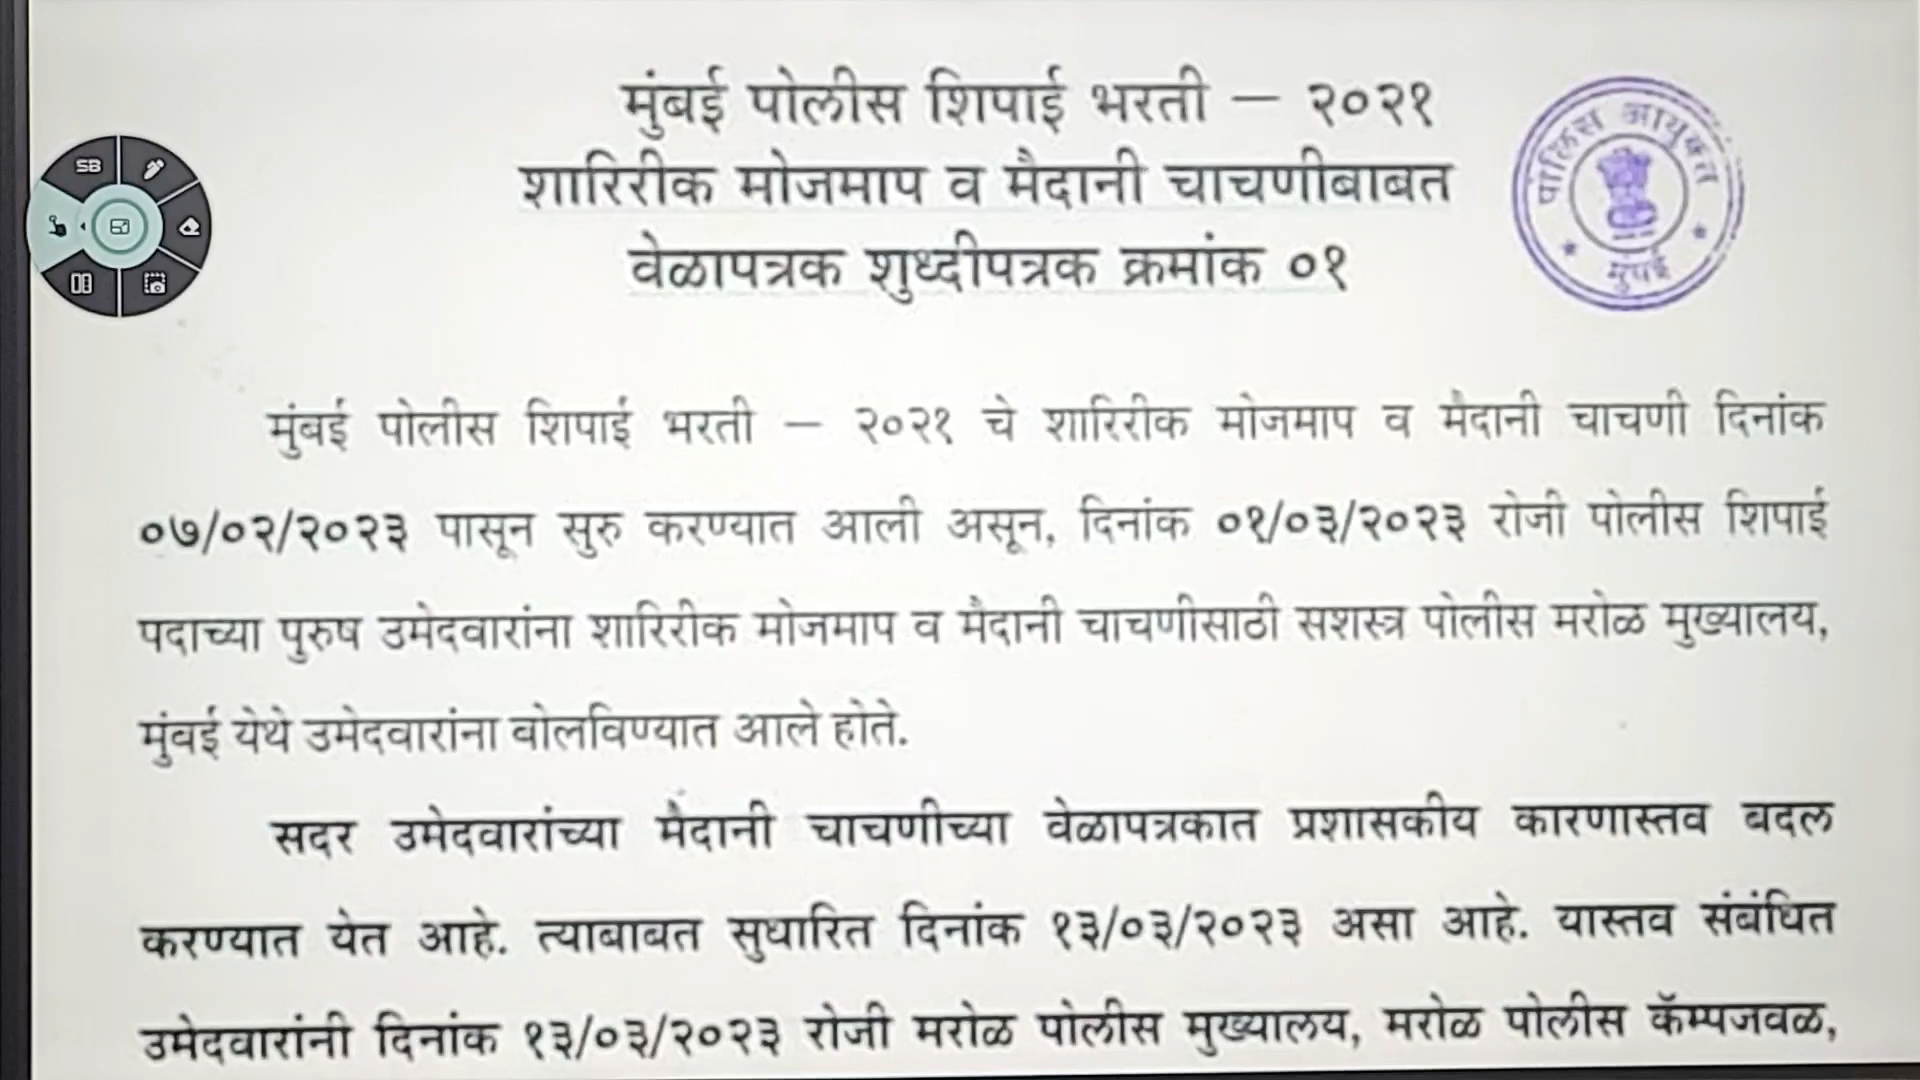 मुंबई पोलीस शिपाई भरती – २०२१
शारिरीक मोजमाप व मैदानी चाचणीबाबत
वेळापत्रक शुध्दीपत्रक क्रमांक ०१
पोलिस आयुक्त
मुंबई
SB
मुंबई पोलीस शिपाई भरती – २०२१ चे शारिरीक मोजमाप व मैदानी चाचणी दिनांक
०७/०२/२०२३ पासून सुरु करण्यात आली असून, दिनांक ०१/०३/२०२३ रोजी पोलीस शिपाई
पदाच्या पुरुष उमेदवारांना शारिरीक मोजमाप व मैदानी चाचणीसाठी सशस्त्र पोलीस मरोळ मुख्यालय,
मुंबई येथे उमेदवारांना बोलविण्यात आले होते.
सदर उमेदवारांच्या मैदानी चाचणीच्या वेळापत्रकात प्रशासकीय कारणास्तव बदल
करण्यात येत आहे. त्याबाबत सुधारित दिनांक १३/०३/२०२३ असा आहे. यास्तव संबंधित
उमेदवारांनी दिनांक १३/०३/२०२३ रोजी मरोळ पोलीस मुख्यालय, मरोळ पोलीस कॅम्पजवळ,